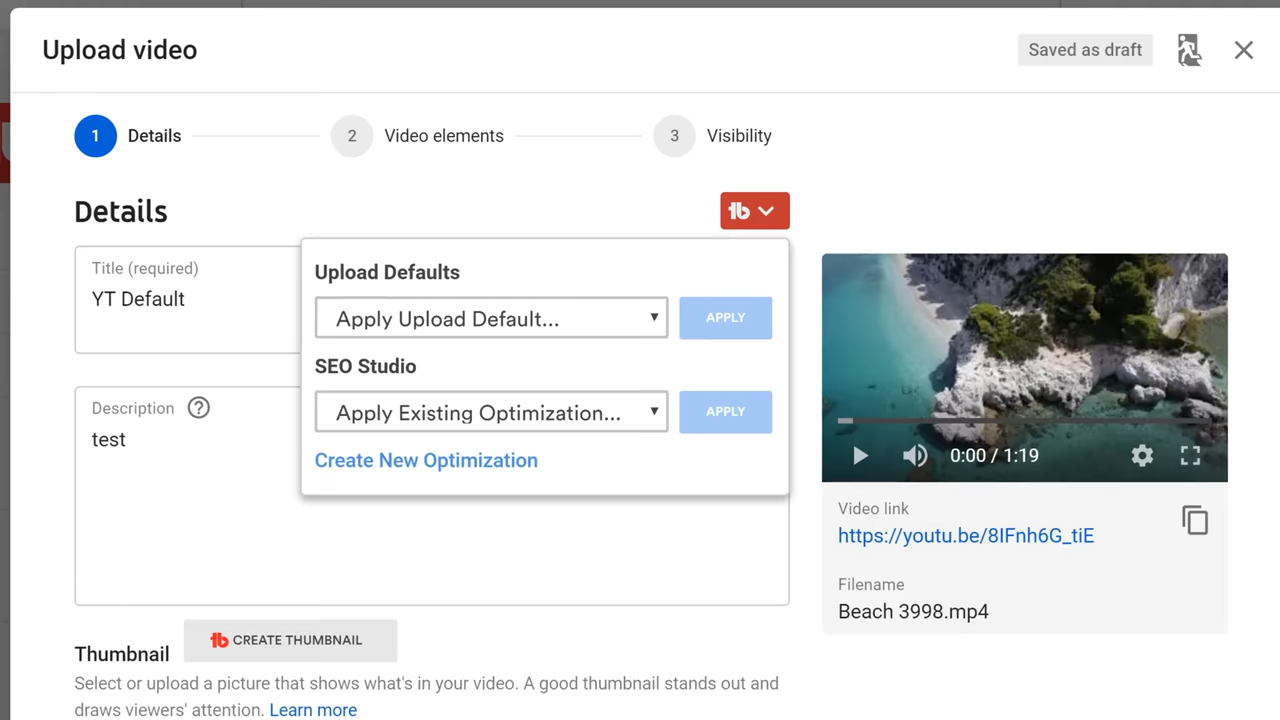 Upload video
Saved as draft
1 Details
2 Video elements
3 Visibility
Details
tb
Title (required)
YT Default
Upload Defaults
Apply Upload Default...
APPLY
SEO Studio
Apply Existing Optimization...
APPLY
Create New Optimization
Description ?
test
0:00 / 1:19
Video link
https://youtu.be/8IFnh6G_tiE
Filename
Beach 3998.mp4
Thumbnail
tb CREATE THUMBNAIL
Select or upload a picture that shows what's in your video. A good thumbnail stands out and
draws viewers' attention. Learn more